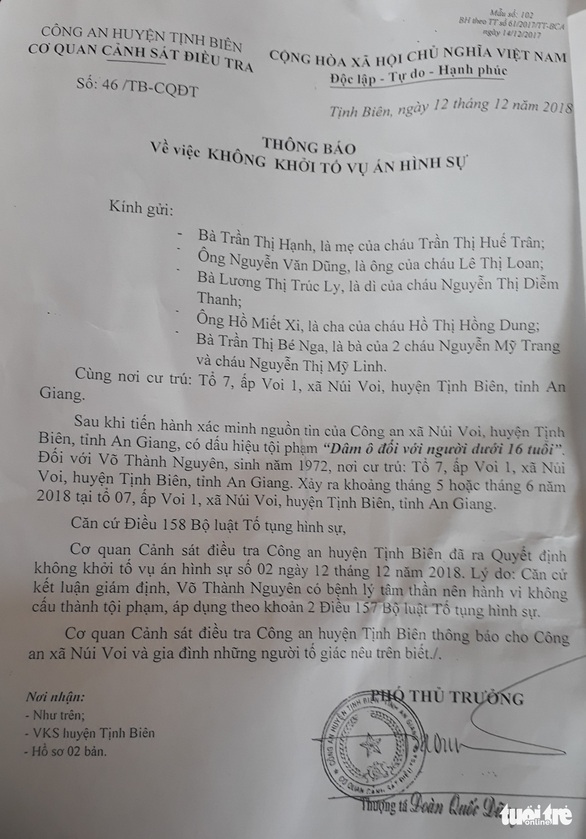 Mẫu số: 102
BH theo TT số 61/2017/TT-BCA
ngày 14/12/2017
CÔNG AN HUYỆN TỊNH BIÊN
CƠ QUAN CẢNH SÁT ĐIỀU TRA
Số: 46 /TB-CQĐT
CỘNG HÒA XÃ HỘI CHỦ NGHĨA VIỆT NAM
Độc lập - Tự do - Hạnh phúc
Tịnh Biên, ngày 12 tháng 12 năm 2018
THÔNG BÁO
Về việc KHÔNG KHỞI TỐ VỤ ÁN HÌNH SỰ
Kính gửi:
- Bà Trần Thị Hạnh, là mẹ của cháu Trần Thị Huế Trân;
- Ông Nguyễn Văn Dũng, là ông của cháu Lê Thị Loan;
- Bà Lương Thị Trúc Ly, là dì của cháu Nguyễn Thị Diễm
Thanh;
- Ông Hồ Miết Xi, là cha của cháu Hồ Thị Hồng Dung;
- Bà Trần Thị Bé Nga, là bà của 2 cháu Nguyễn Mỹ Trang
và cháu Nguyễn Thị Mỹ Linh.
Cùng nơi cư trú: Tổ 7, ấp Voi 1, xã Núi Voi, huyện Tịnh Biên, tỉnh An
Giang.
Sau khi tiến hành xác minh nguồn tin của Công an xã Núi Voi, huyện Tịnh
Biên, tỉnh An Giang, có dấu hiệu tội phạm “Dâm ô đối với người dưới 16 tuổi”.
Đối với Võ Thành Nguyên, sinh năm 1972, nơi cư trú: Tổ 7, ấp Voi 1, xã Núi
Voi, huyện Tịnh Biên, tỉnh An Giang. Xảy ra khoảng tháng 5 hoặc tháng 6 năm
2018 tại tổ 07, ấp Voi 1, xã Núi Voi, huyện Tịnh Biên, tỉnh An Giang.
Căn cứ Điều 158 Bộ luật Tố tụng hình sự,
Cơ quan Cảnh sát điều tra Công an huyện Tịnh Biên đã ra Quyết định
không khởi tố vụ án hình sự số 02 ngày 12 tháng 12 năm 2018. Lý do: Căn cứ
kết luận giám định, Võ Thành Nguyên có bệnh lý tâm thần nên hành vi không
cấu thành tội phạm, áp dụng theo khoản 2 Điều 157 Bộ luật Tố tụng hình sự.
Cơ quan Cảnh sát điều tra Công an huyện Tịnh Biên thông báo cho Công
an xã Núi Voi và gia đình những người tố giác nêu trên biết./.
Nơi nhận:
- Như trên;
- VKS huyện Tịnh Biên
- Hồ sơ 02 bản.
PHÓ THỦ TRƯỞNG
Thượng tá Đoàn Quốc
tuổi trẻ
online